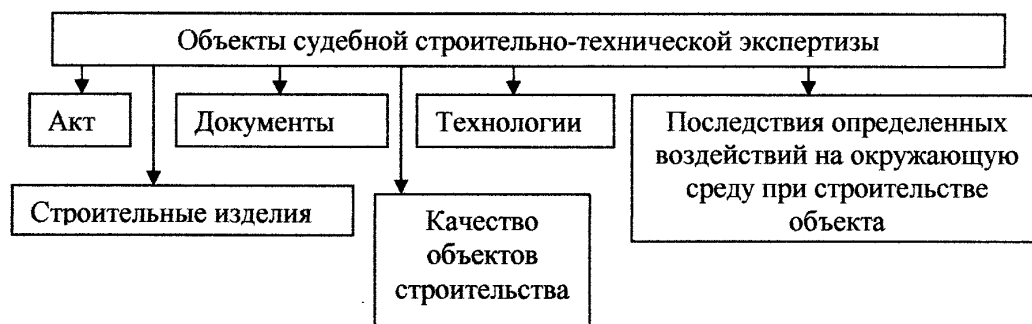 Объекты судебной строительно-технической экспертизы
Акт
Документы
Технологии
Последствия определенных
воздействий на окружающую
среду при строительстве
объекта
Строительные изделия
Качество
объектов
строительства